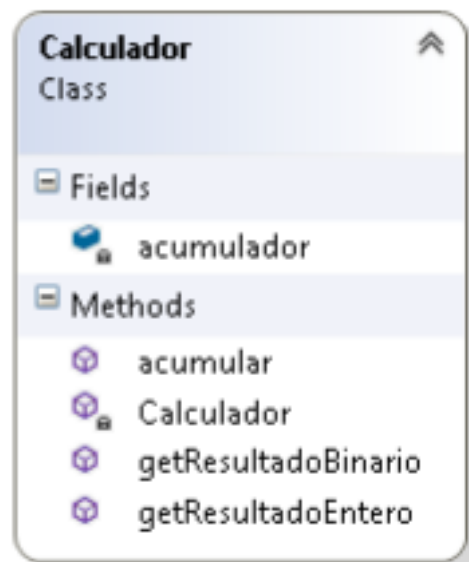 Calculador
Class
Fields
acumulador
Methods
acumular
Calculador
getResultadoBinario
getResultadoEntero